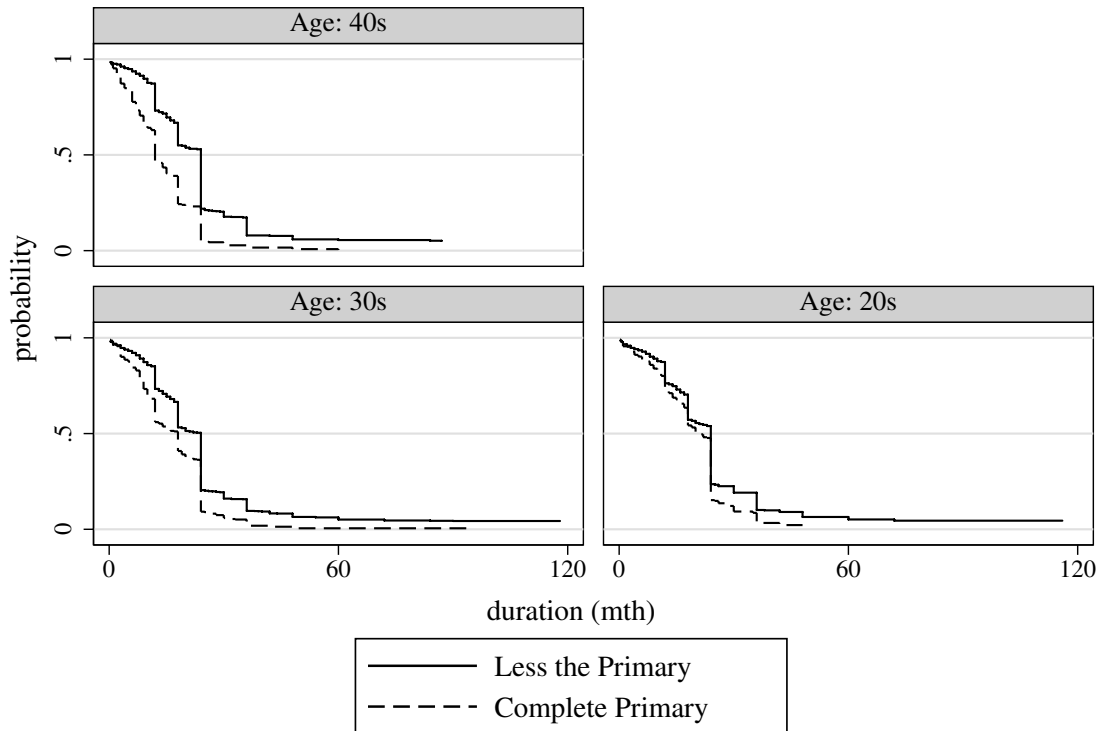 Age: 40s
1
.5
0
probability
Age: 30s
Age: 20s
1
.5
0
0
60
120
0
60
120
duration (mth)
Less the Primary
Complete Primary